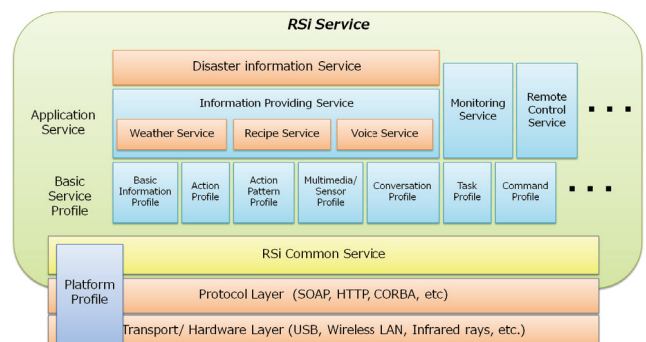 RSi Service
Disaster information Service
Application
Service
Information Providing Service
Weather Service
Recipe Service
Voice Service
Monitoring
Service
Remote
Control
Service
Basic
Service
Profile
Basic
Information
Profile
Action
Profile
Action
Pattern
Profile
Multimedia/
Sensor
Profile
Conversation
Profile
Task
Profile
Command
Profile
RSi Common Service
Platform
Profile
Protocol Layer (SOAP, HTTP, CORBA, etc)
Transport/ Hardware Layer (USB, Wireless LAN, Infrared rays, etc.)